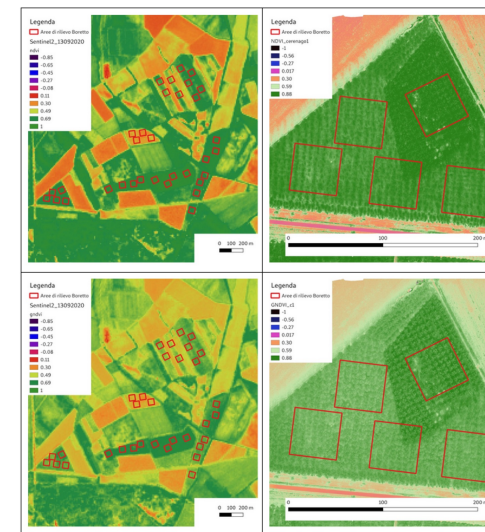 Legenda
Aree di rilievo Boretto
Sentinel2_13092020
ndvi
-0.85
-0.65
-0.45
-0.27
-0.08
0.11
0.30
0.49
0.69
1
0 100 200 m
Legenda
Aree di rilievo Boretto
NDVI_cerenaga1
-1
-0.56
-0.27
0.017
0.30
0.59
0.88
0 100 200 m
Legenda
Aree di rilievo Boretto
Sentinel2_13092020
gndvi
-0.85
-0.65
-0.45
-0.27
-0.08
0.11
0.30
0.49
0.69
1
0 100 200 m
Legenda
Aree di rilievo Boretto
GNDVI_c1
-1
-0.56
-0.27
0.017
0.30
0.59
0.88
0 100 200